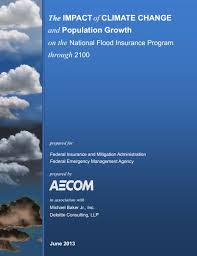 The IMPACT of CLIMATE CHANGE
and Population Growth
on the National Flood Insurance Program
through 2100
prepared for
Federal Insurance and Mitigation Administration
Federal Emergency Management Agency
prepared by
AECOM
in association with
Michael Baker Jr., Inc.
Deloitte Consulting, LLP
June 2013